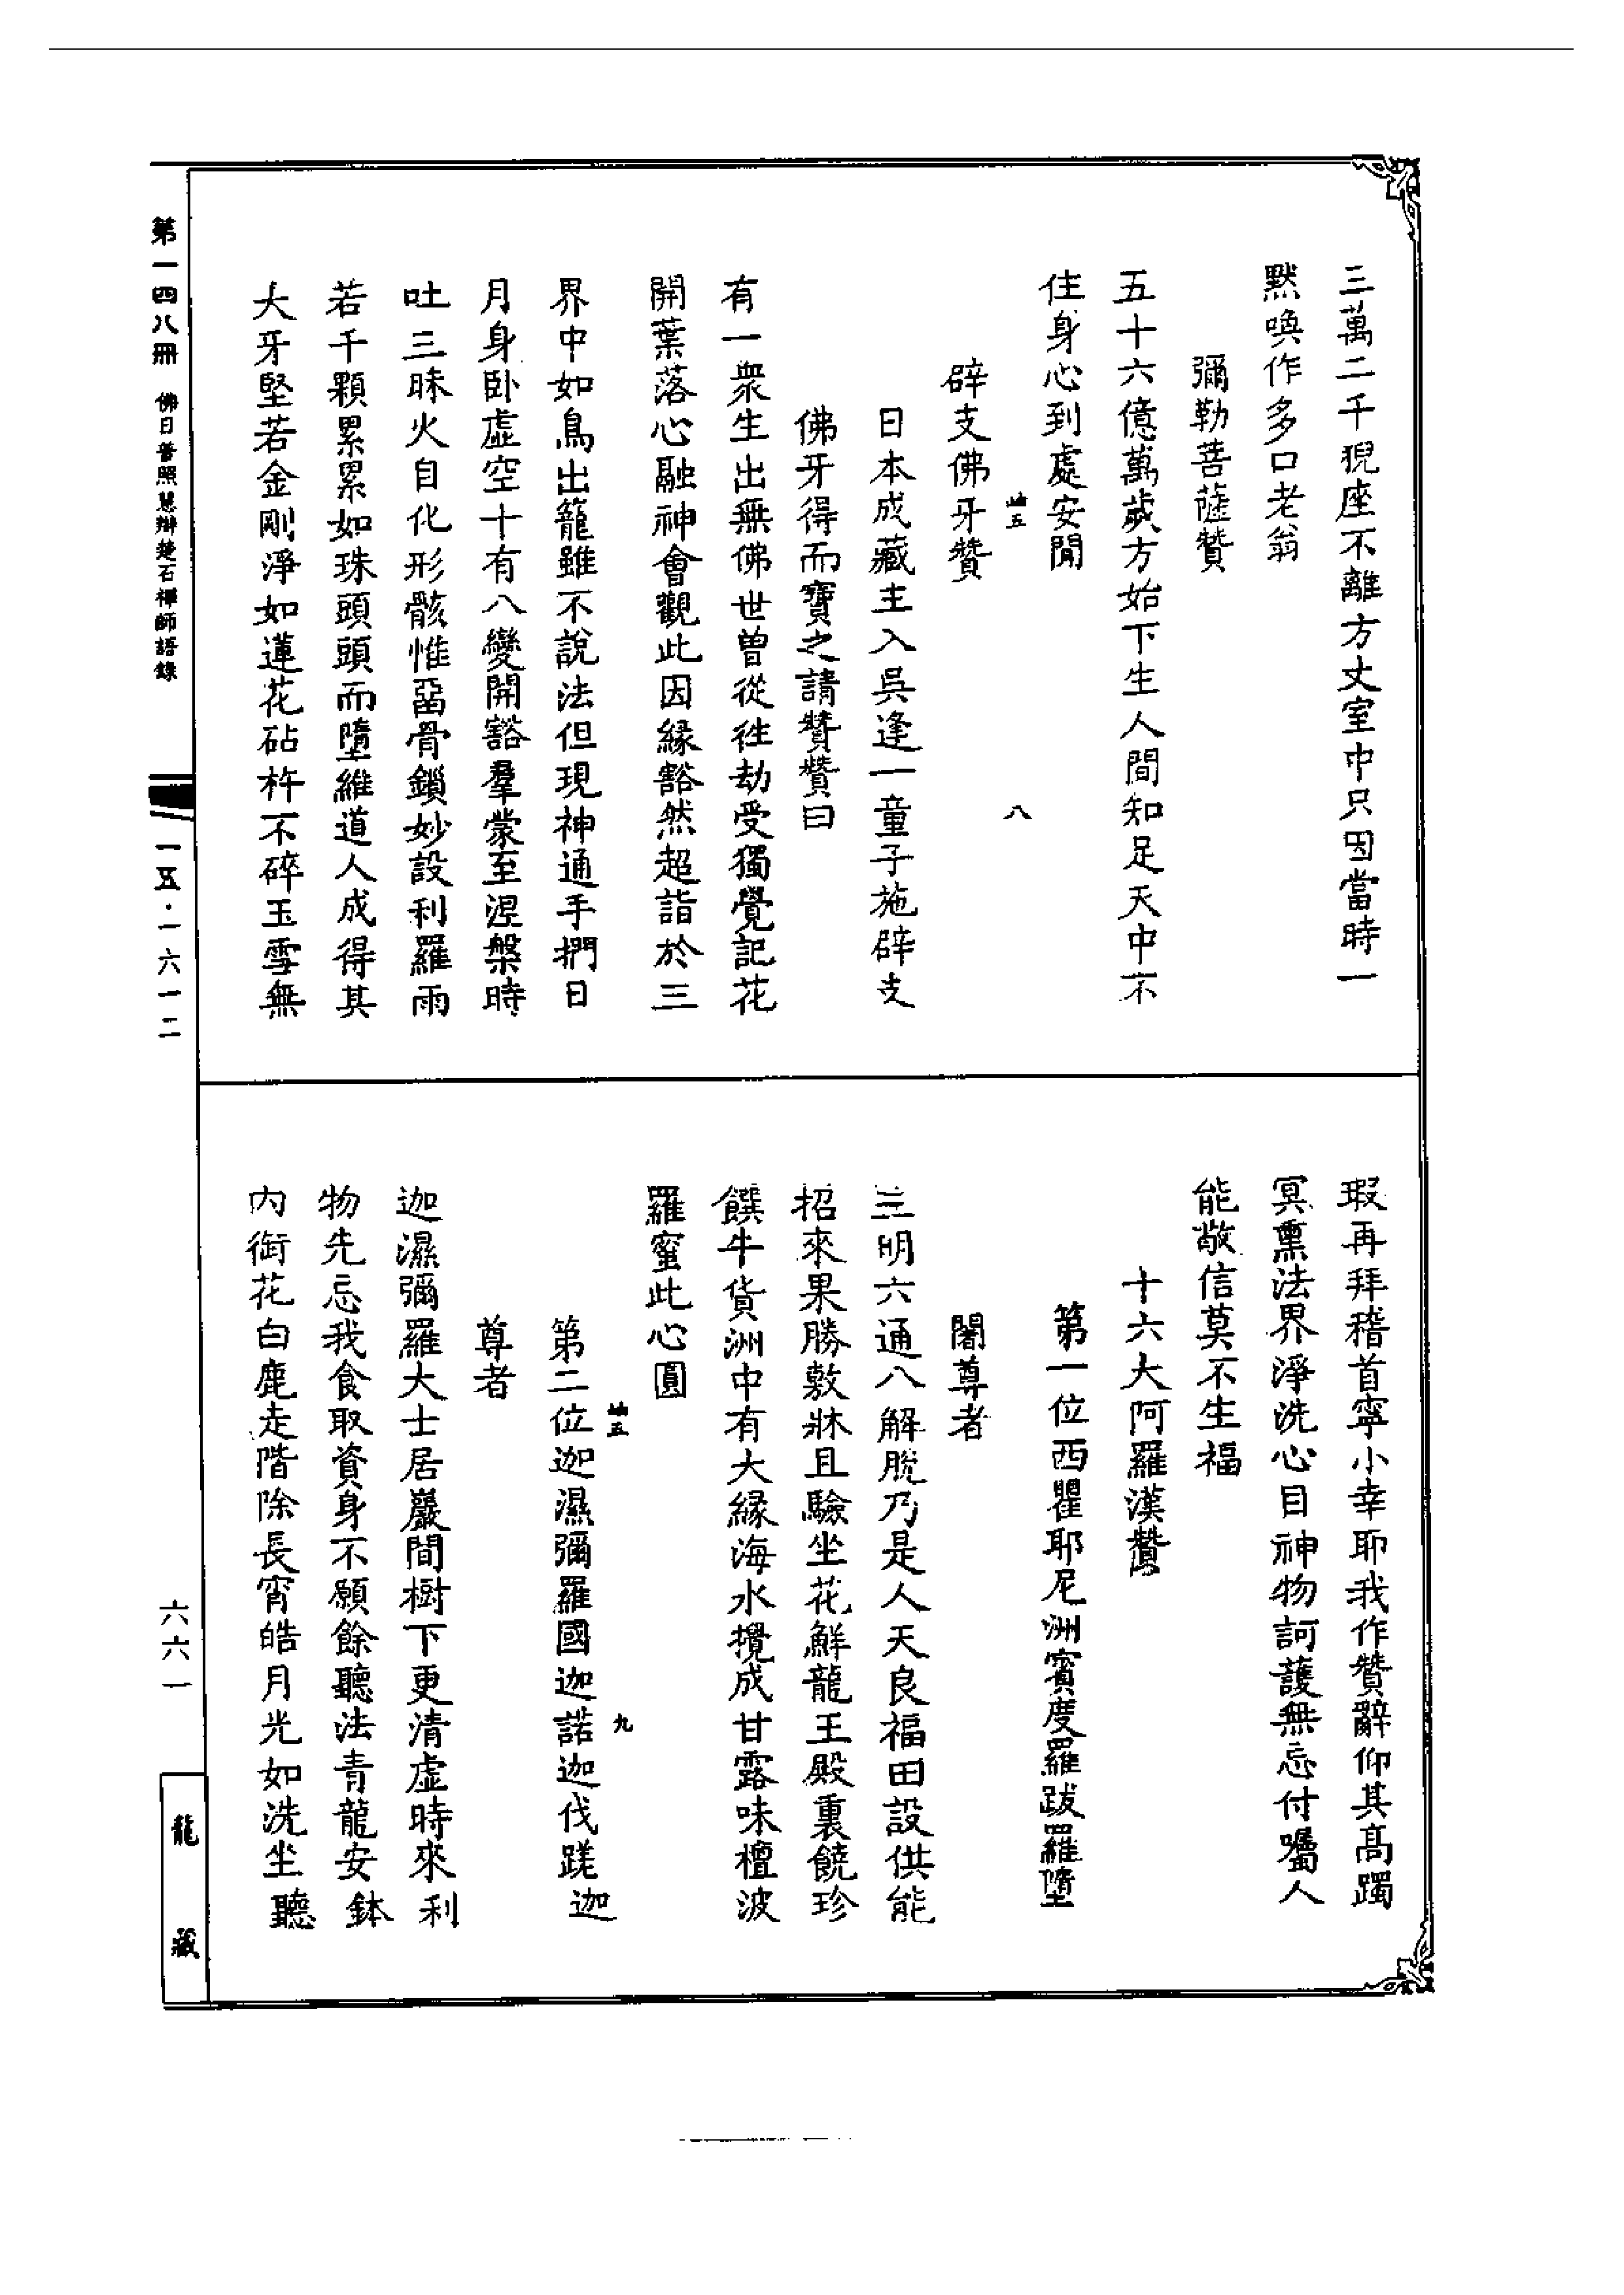 三萬二千猊座不離方丈室中只因當時一
默喚作多口老翁
彌勒菩薩贊
五十六億萬歲方始下生人間知足天中不
住身心到處安閒
八
辟支佛牙贊
日本成藏主入吳逢一童子施辟支
佛牙得而寶之請贊贊曰
有一衆生出無佛世曾從徃劫受獨覺記花
開葉落心融神會觀此因緣豁然超詣於三
界中如鳥出籠雖不說法但現神通手捫日
月身卧虛空十有八變開豁羣蒙至涅槃時
吐三昧火自化形骸惟畱骨鎖妙設利羅雨
若千顆累累如珠頭頭而墮維道人成得其
大牙堅若金剛淨如蓮花砧杵不碎玉雪無
瑕再拜稽首寧小幸耶我作贊辭仰其髙躅
冥熏法界淨洗心目神物訶護無忘付囑人
能敬信莫不生福
十六大阿羅漢贊
第一位西瞿耶尼洲賓度羅跋羅墮
闍尊者
三明六通八解脫乃是人天良福田設供能
招來果勝敷牀且驗坐花鮮龍王殿裏饒珍
饌牛貨洲中有大緣海水攪成甘露味檀波
羅蜜此心圓
九
第二位迦濕彌羅國迦諾迦伐蹉迦
尊者
迦濕彌羅大士居巖間樹下更清虛時來利
物先忘我食取資身不願餘聽法青龍安鉢
內銜花白鹿走階除長宵皓月光如洗坐聽
第一四八冊 佛日普照慧辯楚石禪師語錄
一五·一六一二
六六一
龍藏